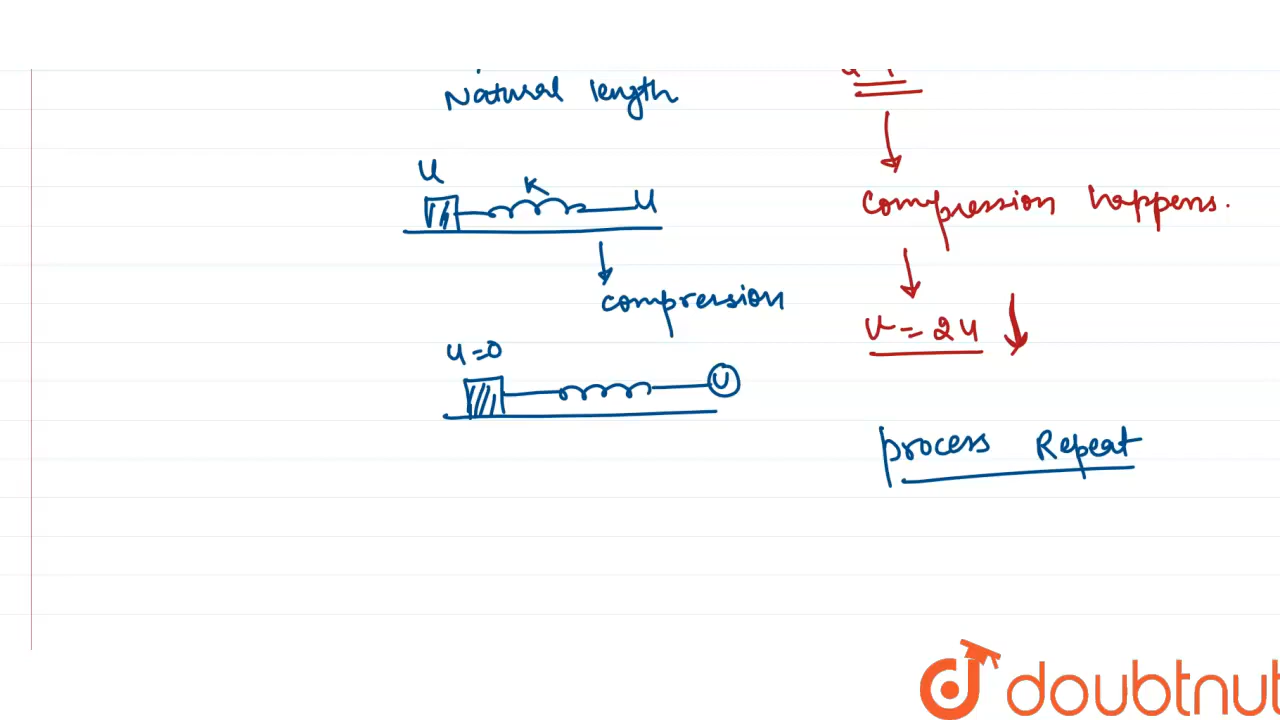 Natural length
U
K
U
compression
U=0
U
compression happens.
V=2U
process Repeat
doubtnut